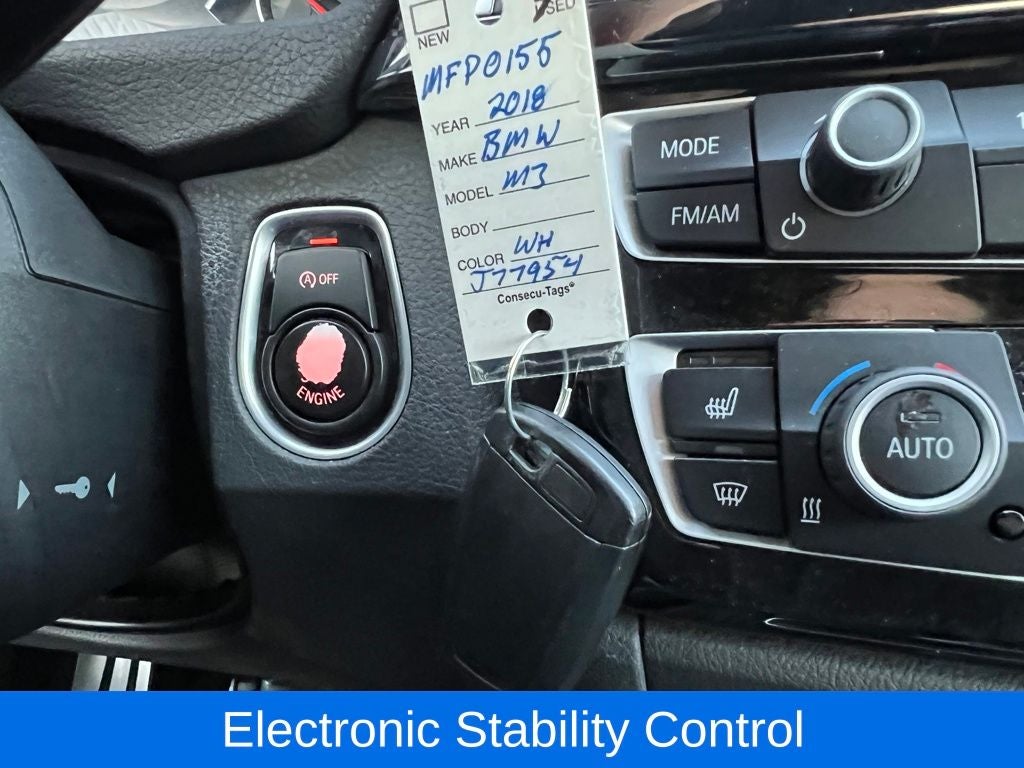 NEW
USED
MFP0155
YEAR 2018
MAKE BMW
MODEL M3
BODY
COLOR WH
J77954
Consecu-Tags®
A OFF
ENGINE
MODE
FM/AM
AUTO
Electronic Stability Control